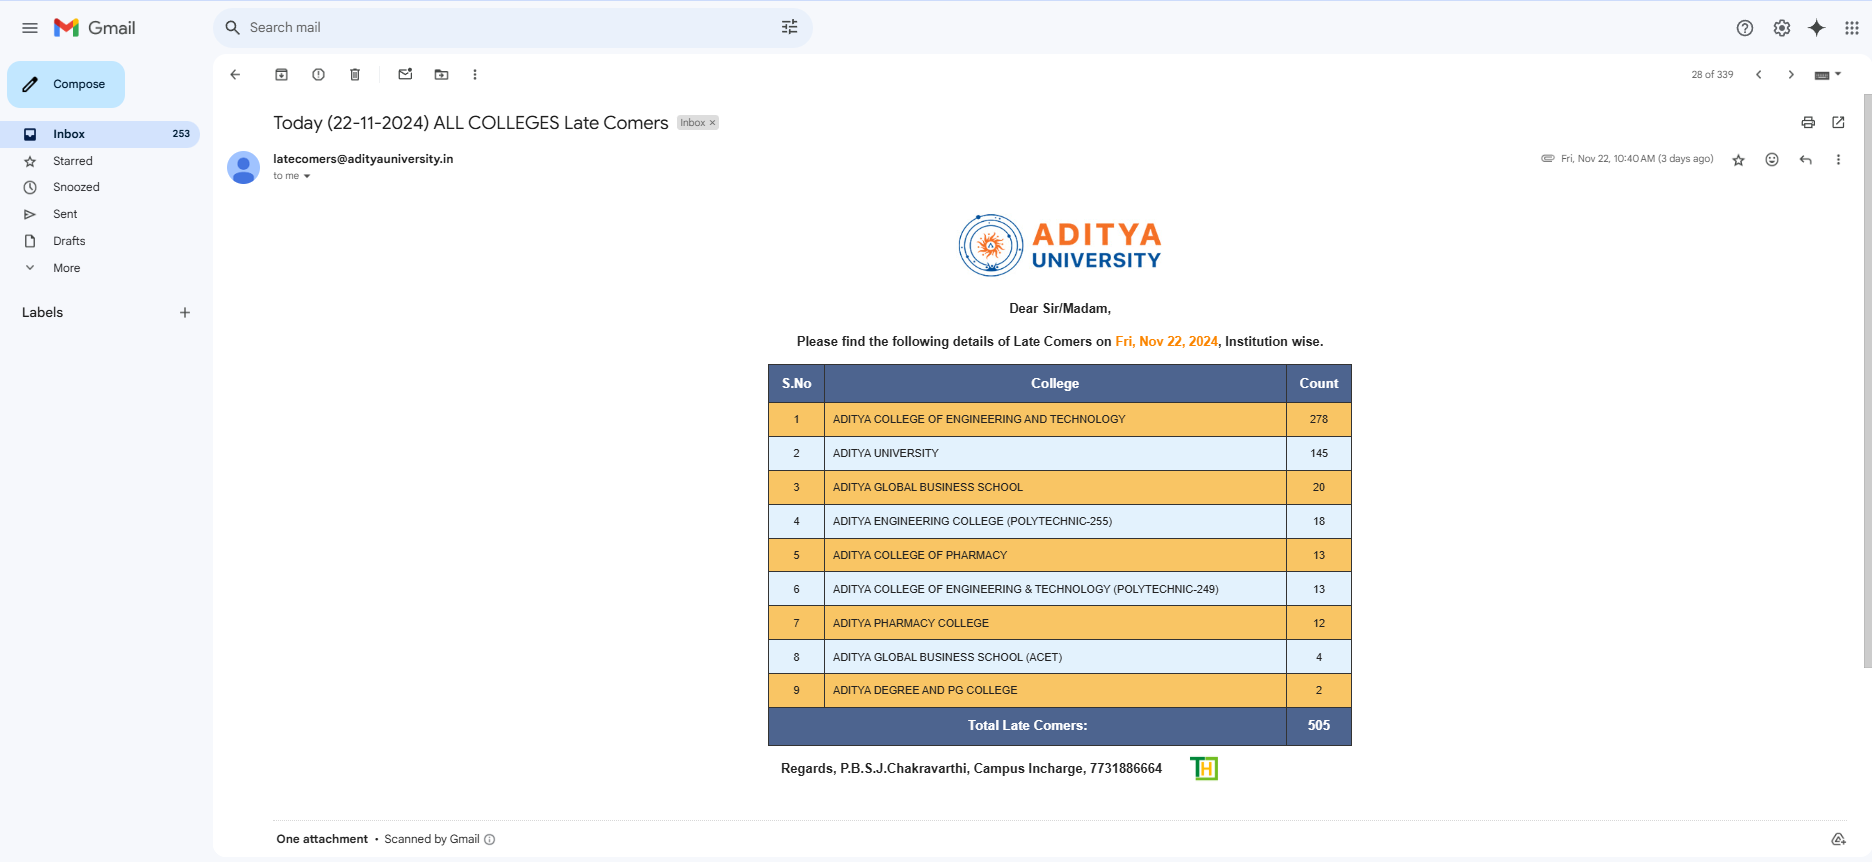 Gmail
Search mail
Compose
28 of 339
Inbox 253
Starred
Snoozed
Sent
Drafts
More
Labels
Today (22-11-2024) ALL COLLEGES Late Comers Inbox ×
latecomers@adityauniversity.in
Fri, Nov 22, 10:40 AM (3 days ago)
to me
ADITYA
UNIVERSITY
Dear Sir/Madam,
Please find the following details of Late Comers on Fri, Nov 22, 2024, Institution wise.
S.No College Count
1 ADITYA COLLEGE OF ENGINEERING AND TECHNOLOGY 278
2 ADITYA UNIVERSITY 145
3 ADITYA GLOBAL BUSINESS SCHOOL 20
4 ADITYA ENGINEERING COLLEGE (POLYTECHNIC-255) 18
5 ADITYA COLLEGE OF PHARMACY 13
6 ADITYA COLLEGE OF ENGINEERING & TECHNOLOGY (POLYTECHNIC-249) 13
7 ADITYA PHARMACY COLLEGE 12
8 ADITYA GLOBAL BUSINESS SCHOOL (ACET) 4
9 ADITYA DEGREE AND PG COLLEGE 2
Total Late Comers: 505
Regards, P.B.S.J.Chakravarthi, Campus Incharge, 7731886664 TH
One attachment • Scanned by Gmail